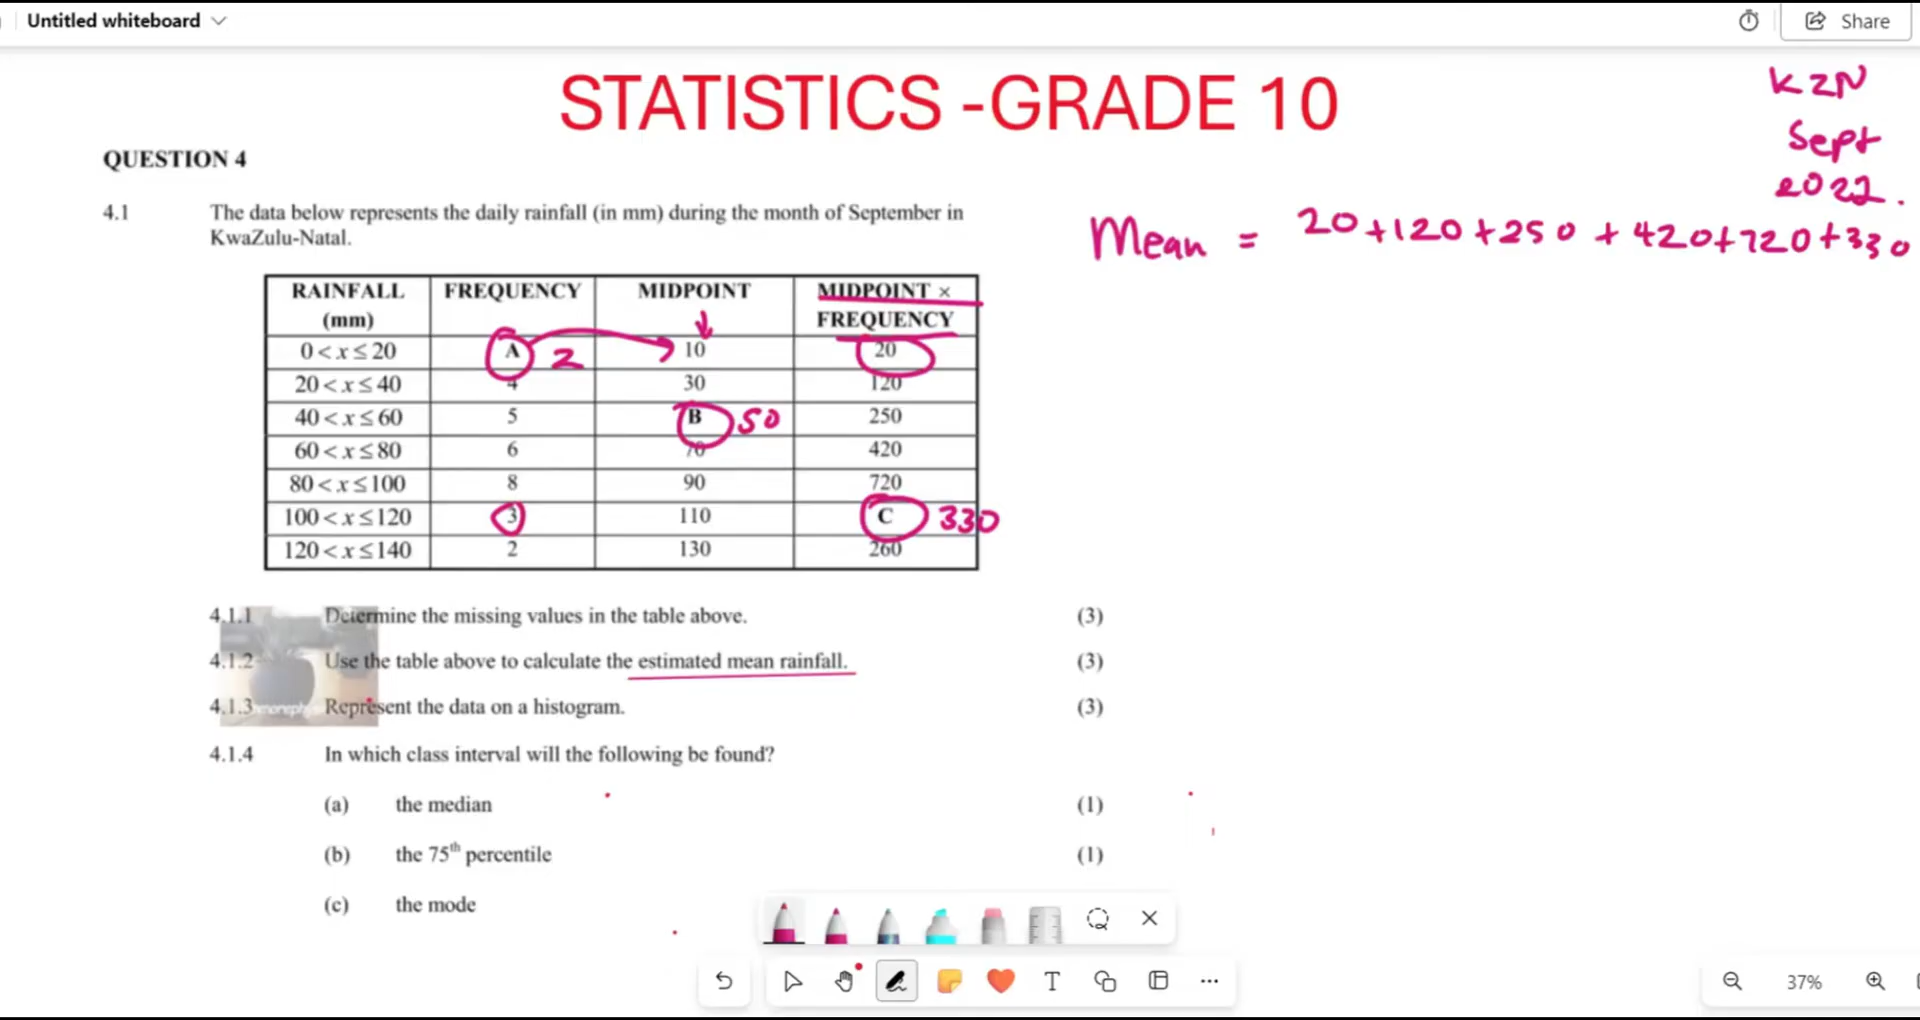 Untitled whiteboard
Share
STATISTICS -GRADE 10
KZN
Sept
2022.
QUESTION 4
4.1 The data below represents the daily rainfall (in mm) during the month of September in
KwaZulu-Natal.
Mean = 20+120+250+420+720+330
RAINFALL (mm) FREQUENCY MIDPOINT MIDPOINT × FREQUENCY
0 < x ≤ 20 A 2 10 20
20 < x ≤ 40 4 30 120
40 < x ≤ 60 5 B 50 250
60 < x ≤ 80 6 70 420
80 < x ≤ 100 8 90 720
100 < x ≤ 120 3 110 C 330
120 < x ≤ 140 2 130 260
4.1.1 Determine the missing values in the table above. (3)
4.1.2 Use the table above to calculate the estimated mean rainfall. (3)
4.1.3 Represent the data on a histogram. (3)
4.1.4 In which class interval will the following be found?
(a) the median (1)
(b) the 75th percentile (1)
(c) the mode
T
37%